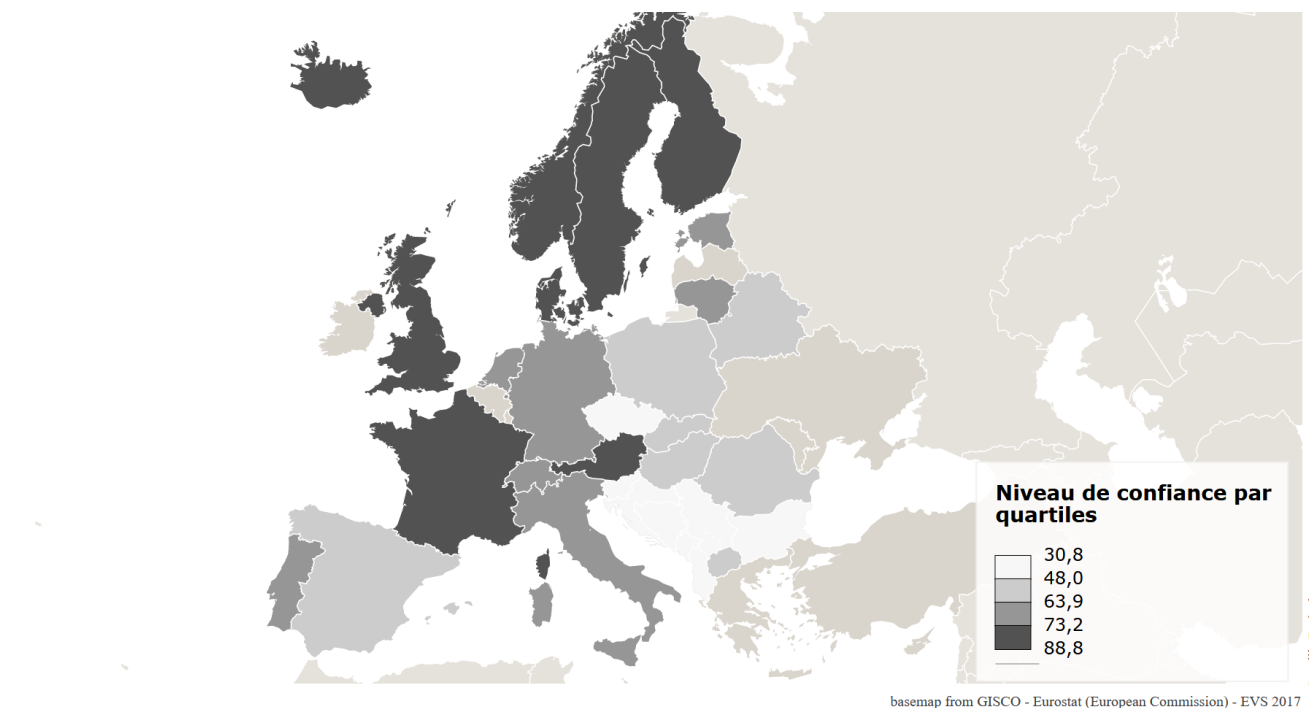 Niveau de confiance par
quartiles
30,8
48,0
63,9
73,2
88,8
basemap from GISCO - Eurostat (European Commission) - EVS 2017